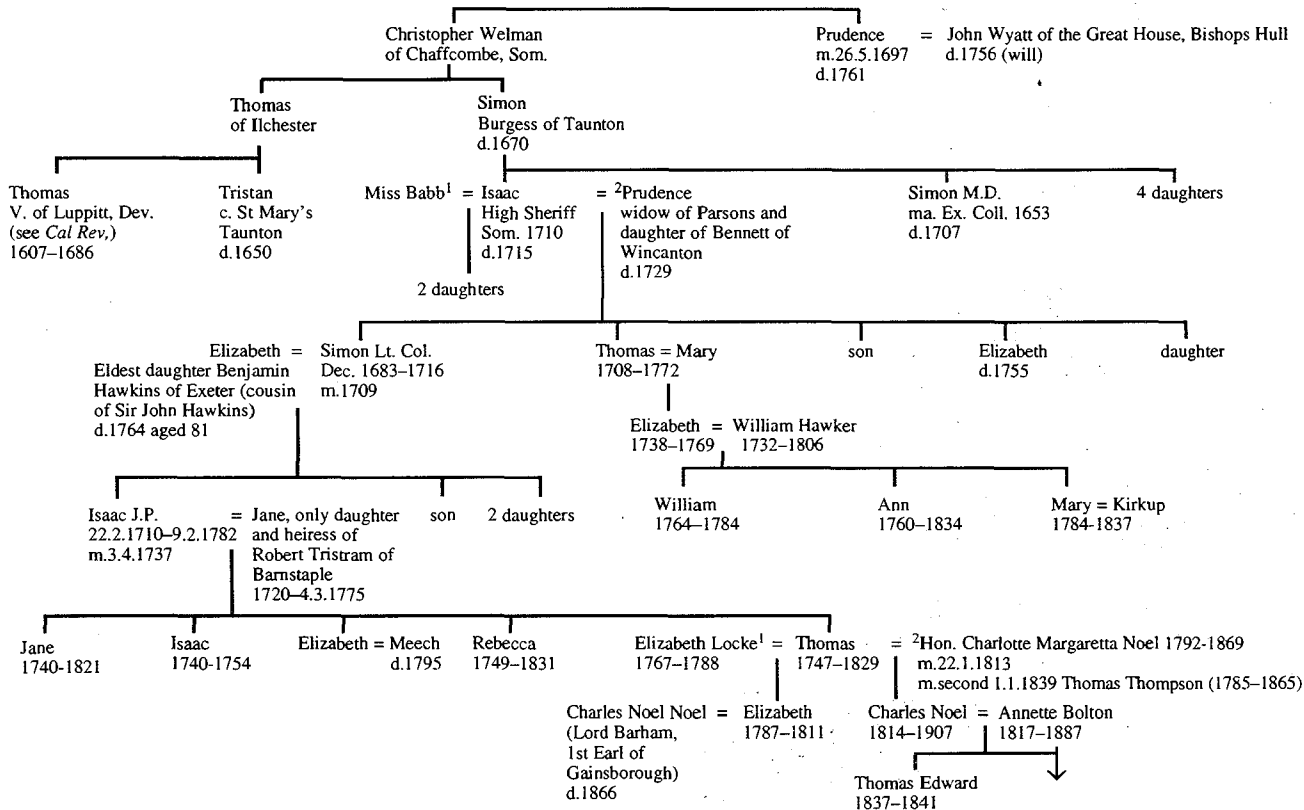 Christopher Welman
of Chaffcombe, Som.
Prudence = John Wyatt of the Great House, Bishops Hull
m.26.5.1697 d.1756 (will)
d.1761
Thomas
of Ilchester
Simon
Burgess of Taunton
d.1670
Thomas
V. of Luppitt, Dev.
(see Cal Rev,)
1607–1686
Tristan
c. St Mary's
Taunton
d.1650
Miss Babb¹ = Isaac
High Sheriff
Som. 1710
d.1715
= ²Prudence
widow of Parsons and
daughter of Bennett of
Wincanton
d.1729
Simon M.D.
ma. Ex. Coll. 1653
d.1707
4 daughters
2 daughters
Elizabeth =
Eldest daughter Benjamin
Hawkins of Exeter (cousin
of Sir John Hawkins)
d.1764 aged 81
Simon Lt. Col.
Dec. 1683–1716
m.1709
Thomas = Mary
1708–1772
son
Elizabeth
d.1755
daughter
Elizabeth = William Hawker
1738–1769 1732–1806
Isaac J.P.
22.2.1710–9.2.1782
m.3.4.1737
= Jane, only daughter
and heiress of
Robert Tristram of
Barnstaple
1720–4.3.1775
son
2 daughters
William
1764–1784
Ann
1760–1834
Mary = Kirkup
1784-1837
Jane
1740-1821
Isaac
1740-1754
Elizabeth = Meech
d.1795
Rebecca
1749–1831
Elizabeth Locke¹ = Thomas
1767–1788 1747–1829
= ²Hon. Charlotte Margaretta Noel 1792-1869
m.22.1.1813
m.second 1.1.1839 Thomas Thompson (1785–1865)
Charles Noel Noel = Elizabeth
(Lord Barham, 1787–1811
1st Earl of
Gainsborough)
d.1866
Charles Noel = Annette Bolton
1814–1907 1817–1887
Thomas Edward
1837–1841